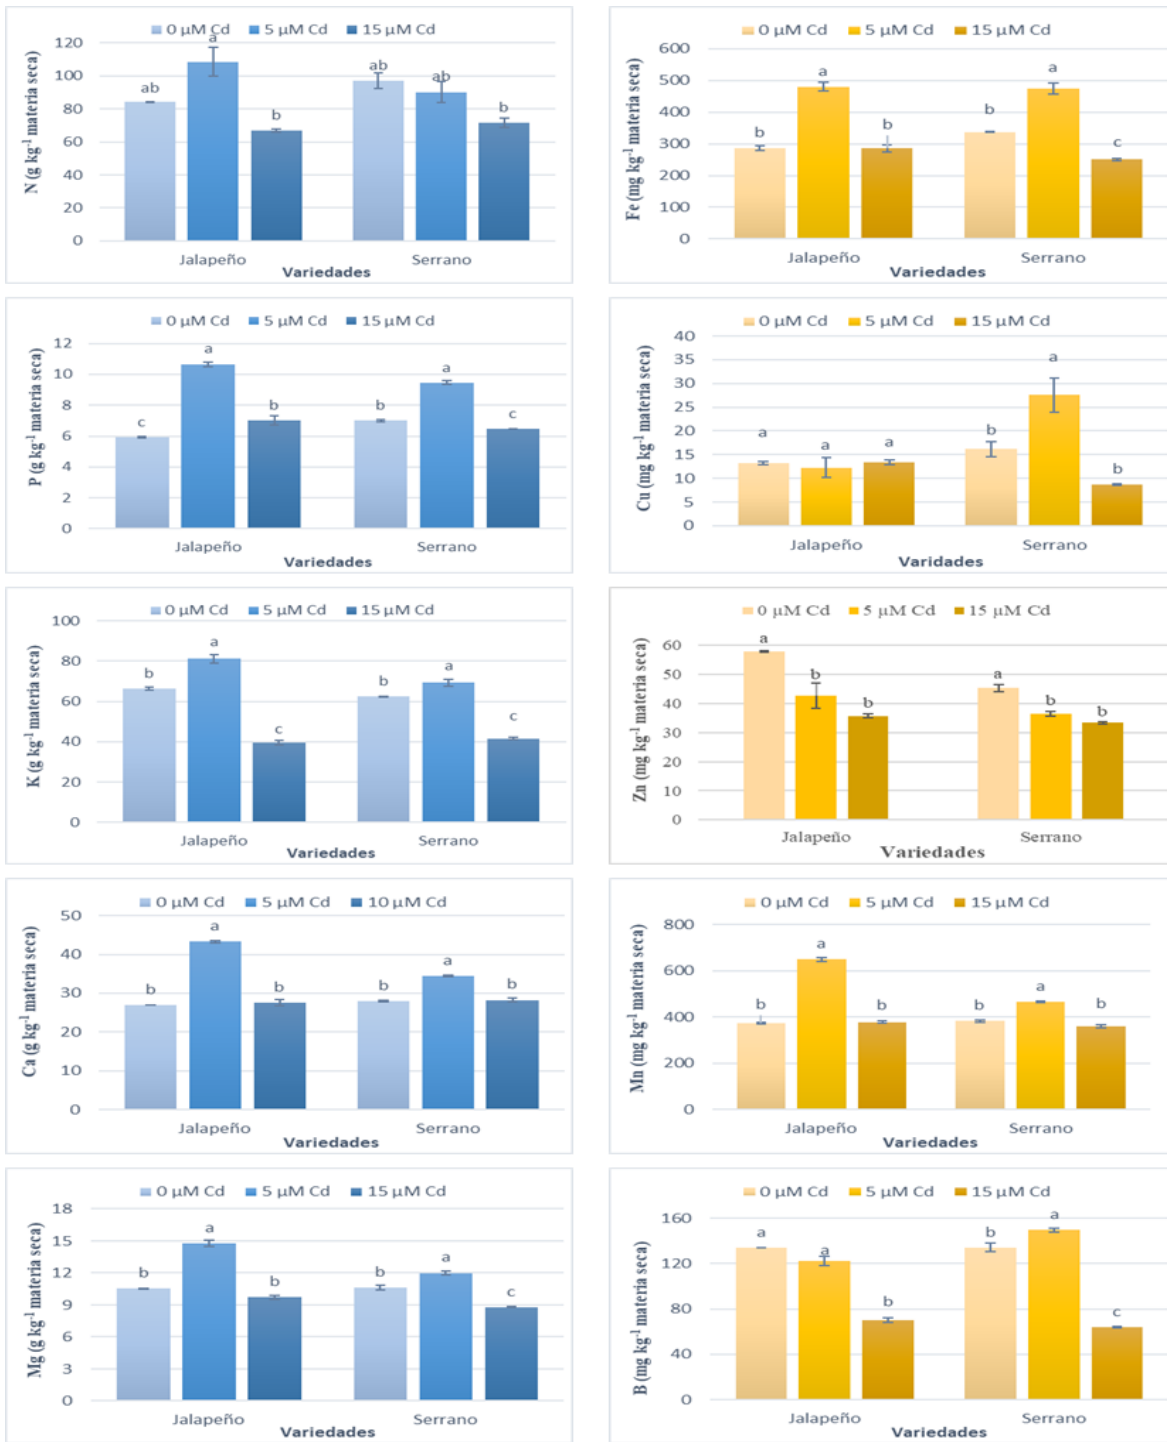 0 µM Cd 5 µM Cd 15 µM Cd
N (g kg-1 materia seca)
120
100
80
60
40
20
0
ab a b ab ab b
Jalapeño Serrano
Variedades
0 µM Cd 5 µM Cd 15 µM Cd
Fe (mg kg-1 materia seca)
600
500
400
300
200
100
0
b a b b a c
Jalapeño Serrano
Variedades
0 µM Cd 5 µM Cd 15 µM Cd
P (g kg-1 materia seca)
12
10
8
6
4
2
0
c a b b a c
Jalapeño Serrano
Variedades
0 µM Cd 5 µM Cd 15 µM Cd
Cu (mg kg-1 materia seca)
40
35
30
25
20
15
10
5
0
a a a b a b
Jalapeño Serrano
Varidades
0 µM Cd 5 µM Cd 15 µM Cd
K (g kg-1 materia seca)
100
80
60
40
20
0
b a c b a c
Jalapeño Serrano
Variedades
0 µM Cd 5 µM Cd 15 µM Cd
Zn (mg kg-1 materia seca)
60
50
40
30
20
10
0
a b b a b b
Jalapeño Serrano
Variedades
0 µM Cd 5 µM Cd 10 µM Cd
Ca (g kg-1 materia seca)
50
40
30
20
10
0
b a b b a b
Jalapeño Serrano
Variedades
0 µM Cd 5 µM Cd 15 µM Cd
Mn (mg kg-1 materia seca)
800
600
400
200
0
b a b b a b
Jalapeño Serrano
Variedades
0 µM Cd 5 µM Cd 15 µM Cd
Mg (g kg-1 materia seca)
18
15
12
9
6
3
0
b a b b a c
Jalapeño Serrano
Variedades
0 µM Cd 5 µM Cd 15 µM Cd
B (mg kg-1 materia seca)
160
120
80
40
0
a a b b a c
Jalapeño Serrano
Variedades